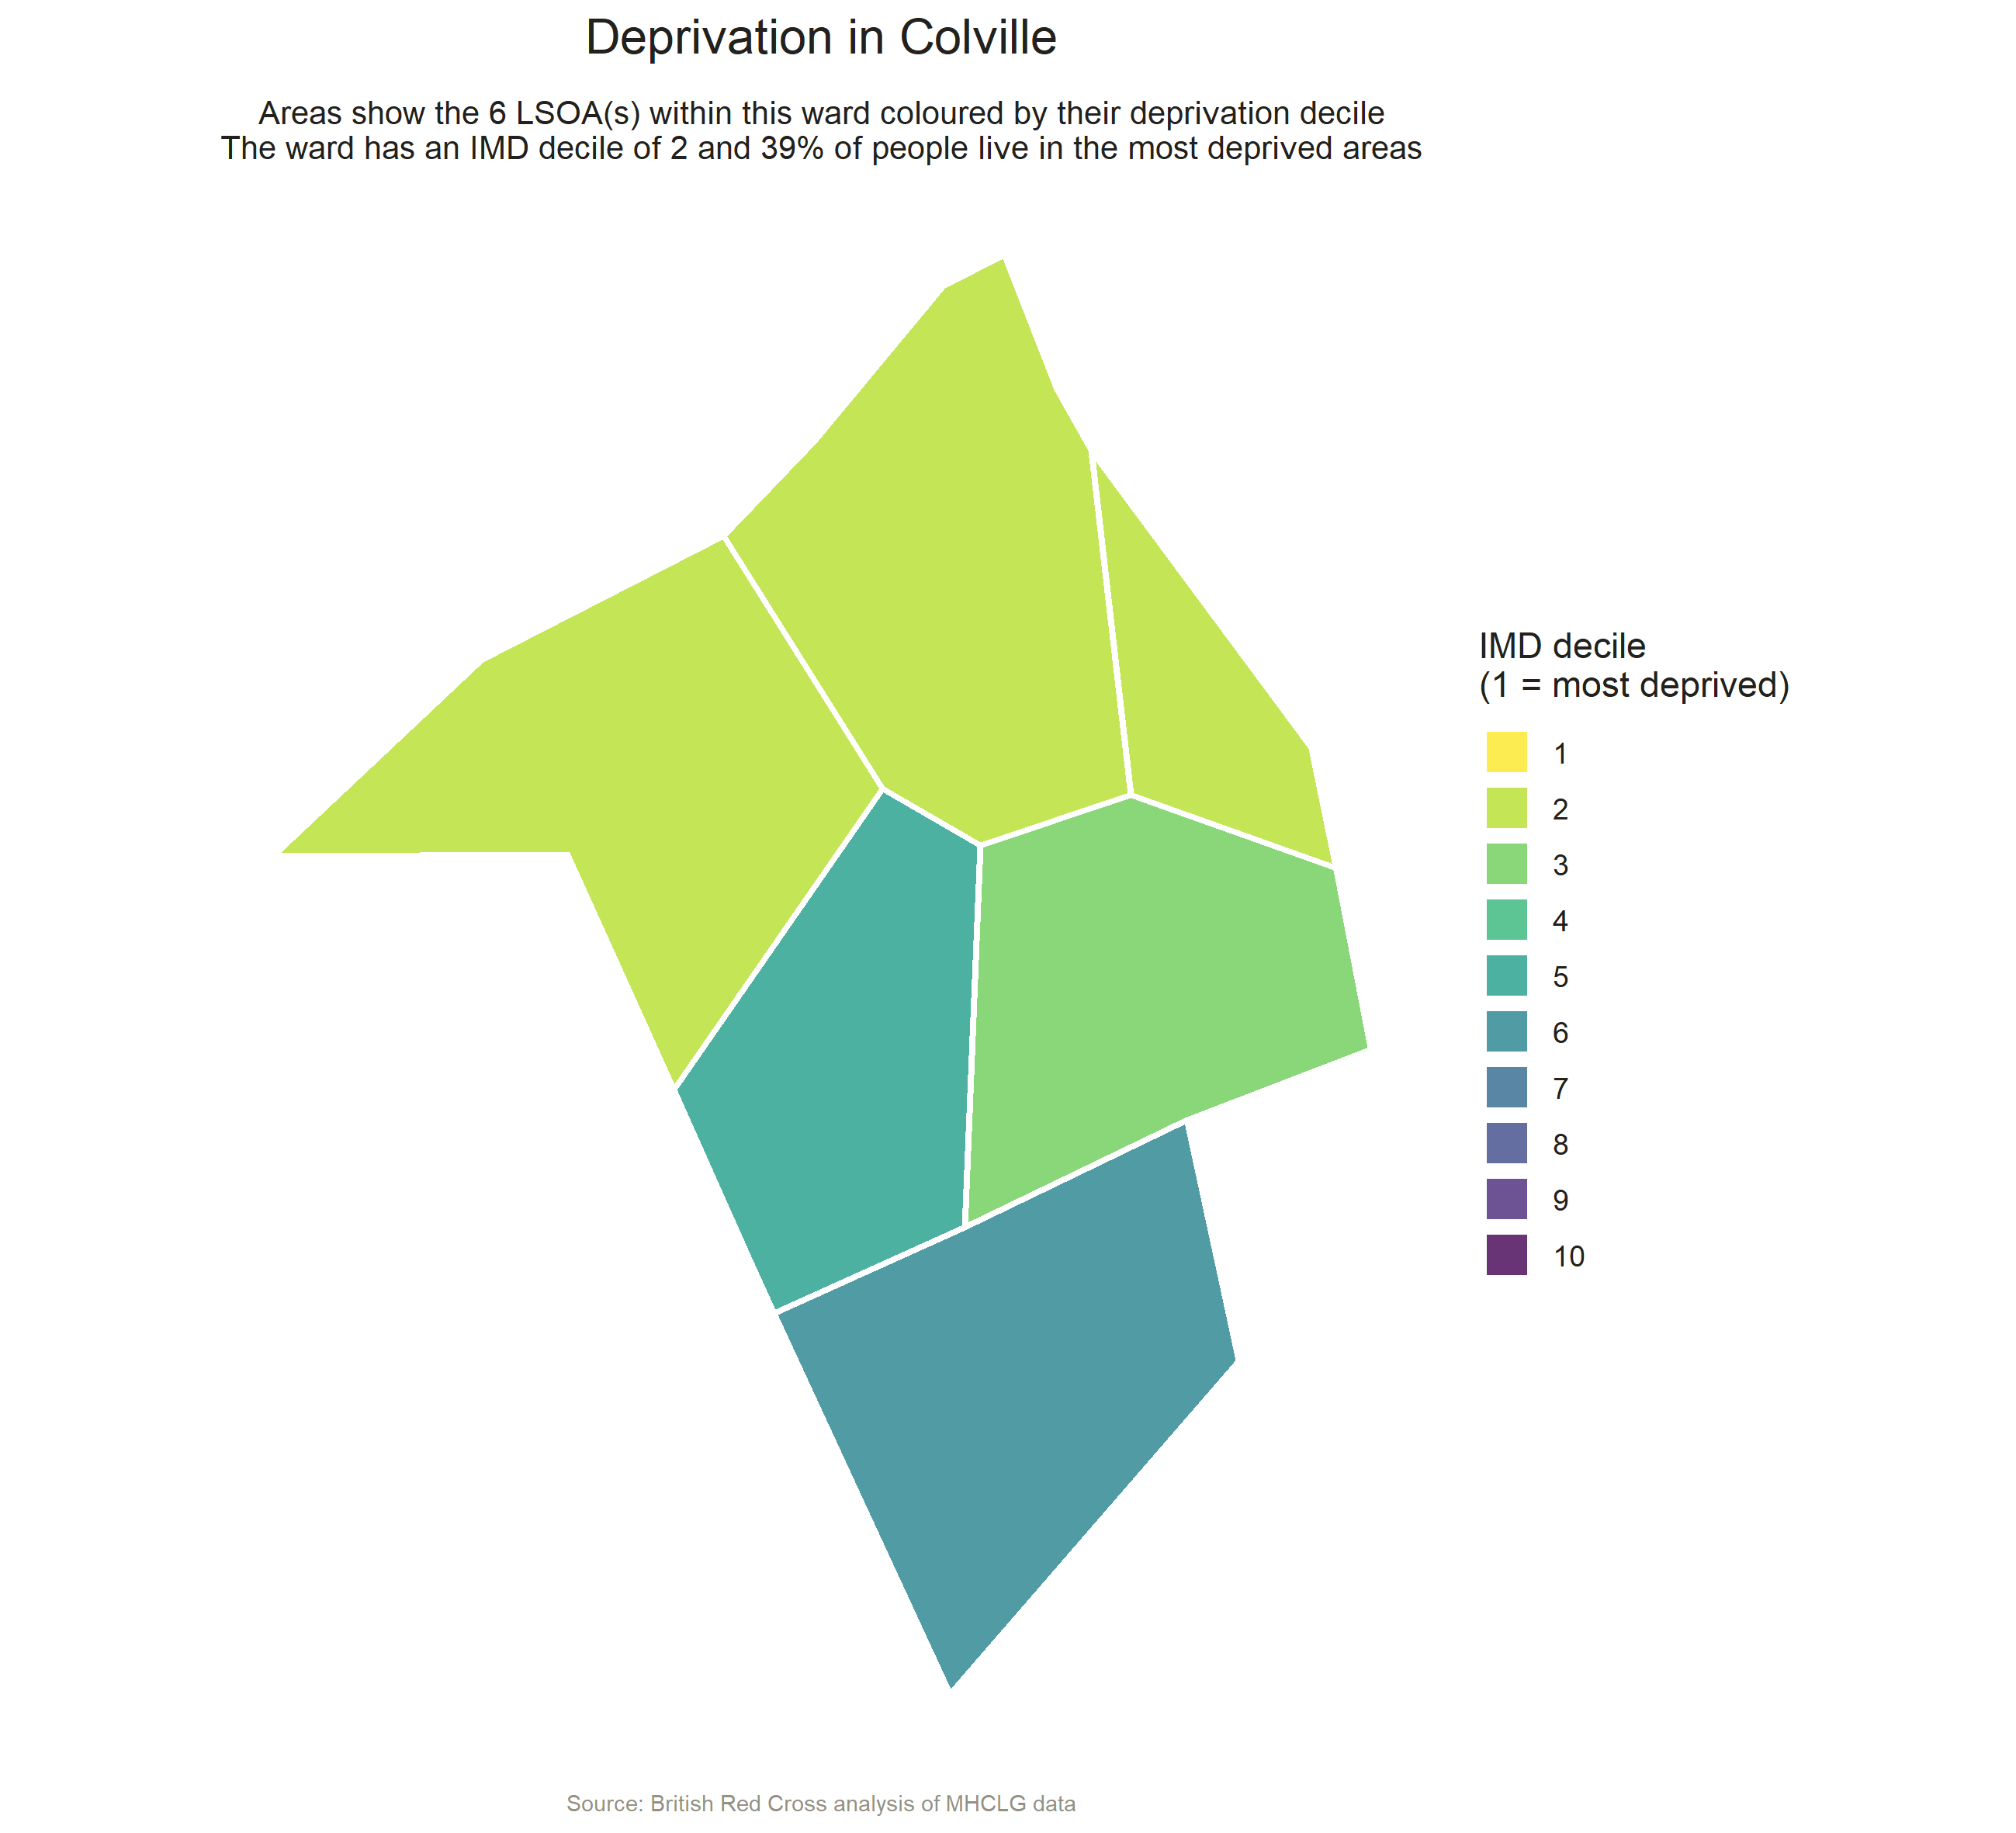 Deprivation in Colville
Areas show the 6 LSOA(s) within this ward coloured by their deprivation decile
The ward has an IMD decile of 2 and 39% of people live in the most deprived areas
IMD decile
(1 = most deprived)
1
2
3
4
5
6
7
8
9
10
Source: British Red Cross analysis of MHCLG data